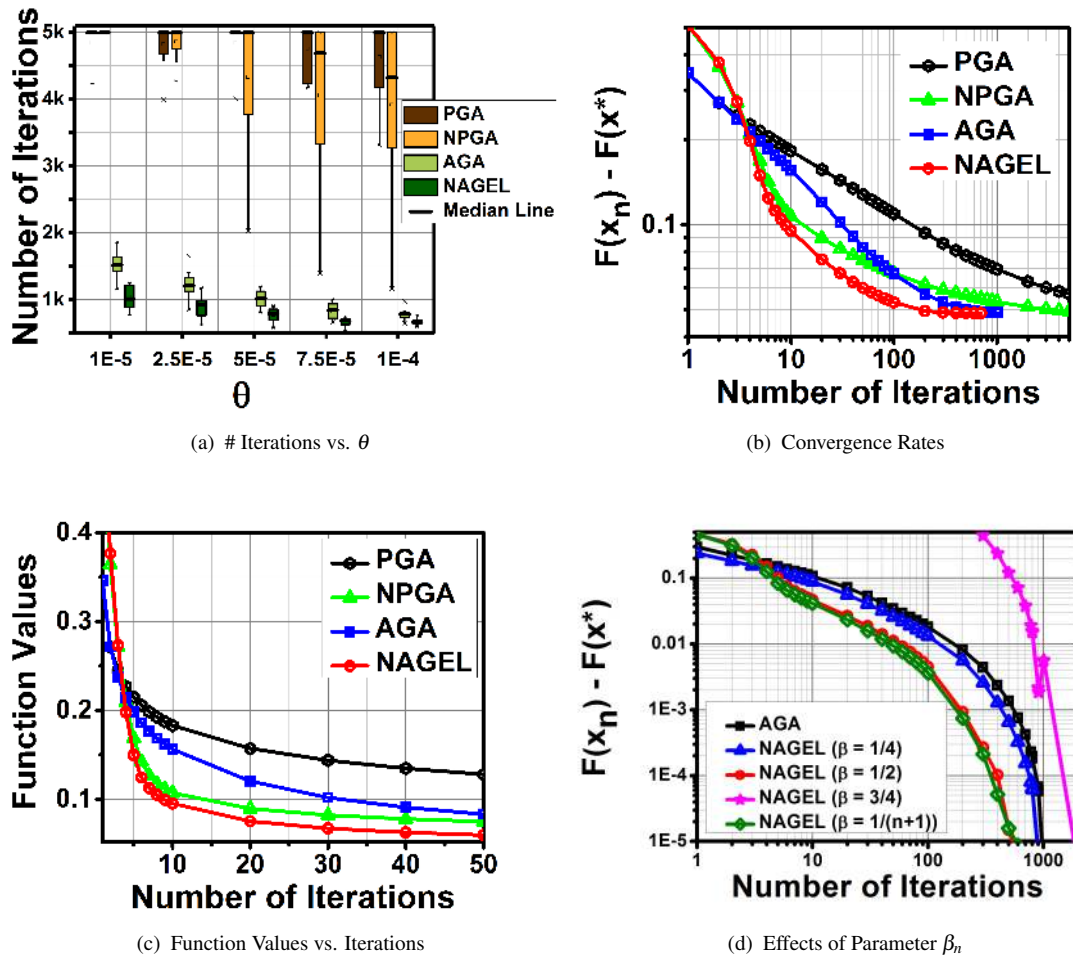 Number of Iterations
5k
4k
3k
2k
1k
PGA
NPGA
AGA
NAGEL
Median Line
1E-5 2.5E-5 5E-5 7.5E-5 1E-4
θ
(a) # Iterations vs. θ
F(x_n) - F(x*)
0.1
PGA
NPGA
AGA
NAGEL
1 10 100 1000
Number of Iterations
(b) Convergence Rates
Function Values
0.4
0.3
0.2
0.1
PGA
NPGA
AGA
NAGEL
10 20 30 40 50
Number of Iterations
(c) Function Values vs. Iterations
F(x_n) - F(x*)
0.1
0.01
1E-3
1E-4
1E-5
AGA
NAGEL (β = 1/4)
NAGEL (β = 1/2)
NAGEL (β = 3/4)
NAGEL (β = 1/(n+1))
1 10 100 1000
Number of Iterations
(d) Effects of Parameter β_n